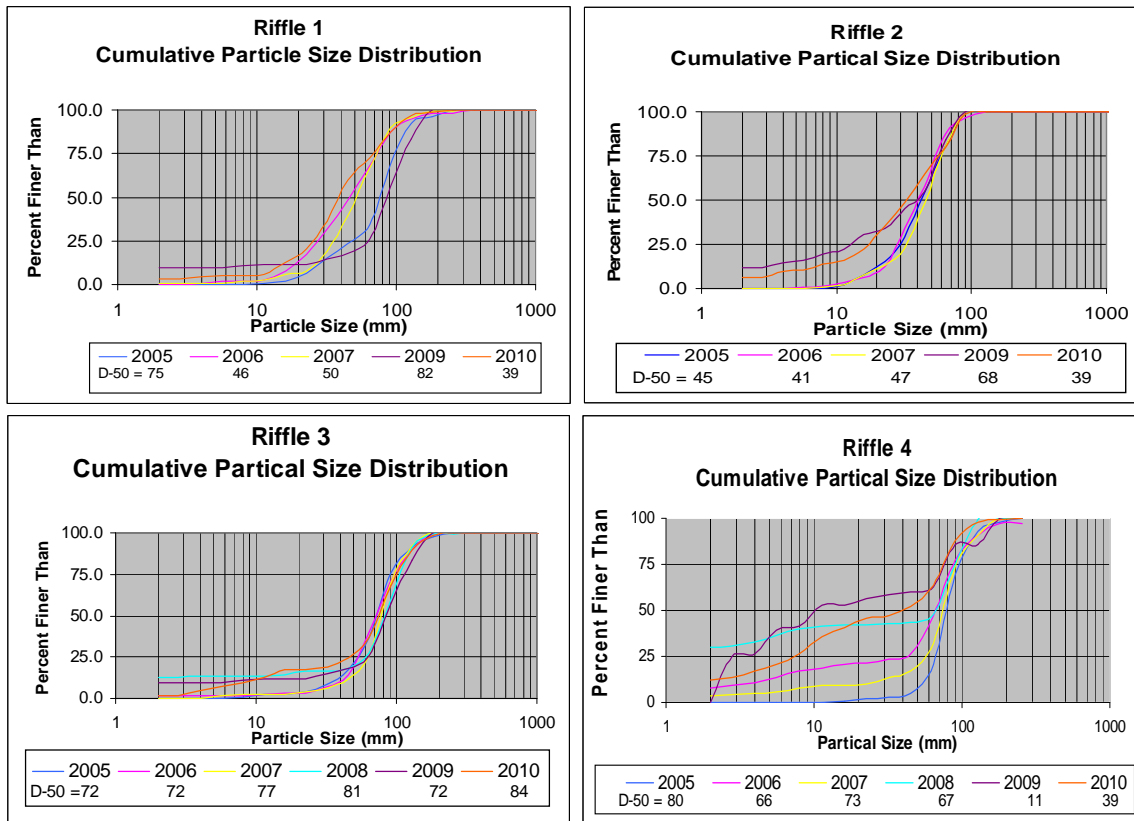 Riffle 1
Cumulative Particle Size Distribution
Percent Finer Than
100.0
75.0
50.0
25.0
0.0
1 10 100 1000
Particle Size (mm)
2005 2006 2007 2009 2010
D-50 = 75 46 50 82 39
Riffle 2
Cumulative Partical Size Distribution
Percent Finer Than
100.0
75.0
50.0
25.0
0.0
1 10 100 1000
Particle Size (mm)
2005 2006 2007 2009 2010
D-50 = 45 41 47 68 39
Riffle 3
Cumulative Partical Size Distribution
Percent Finer Than
100.0
75.0
50.0
25.0
0.0
1 10 100 1000
Particle Size (mm)
2005 2006 2007 2008 2009 2010
D-50 =72 72 77 81 72 84
Riffle 4
Cumulative Partical Size Distribution
Percent Finer Than
100
75
50
25
0
1 10 100 1000
Partical Size (mm)
2005 2006 2007 2008 2009 2010
D-50 = 80 66 73 67 11 39